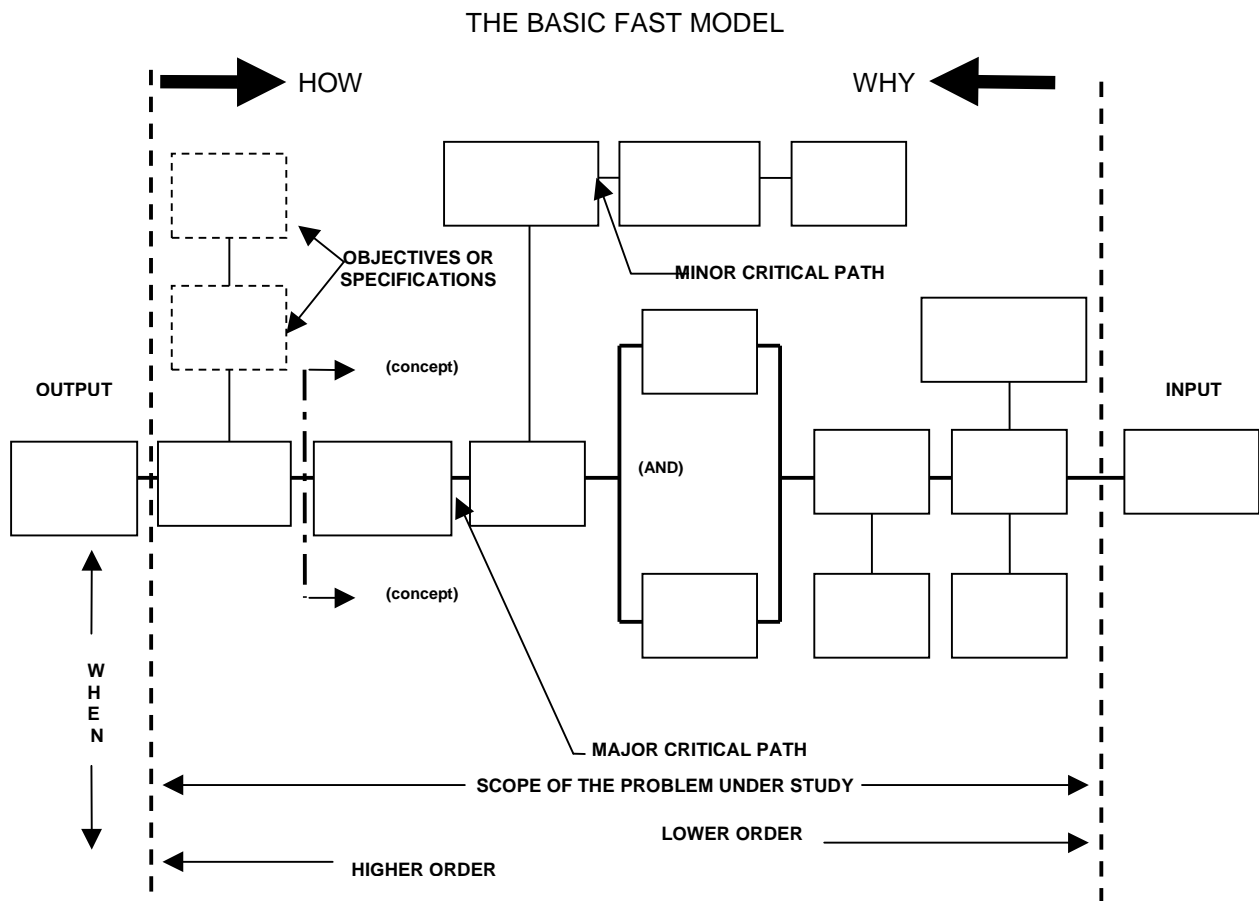 THE BASIC FAST MODEL
HOW
WHY
OBJECTIVES OR
SPECIFICATIONS
MINOR CRITICAL PATH
(concept)
OUTPUT
INPUT
(AND)
(concept)
W
H
E
N
MAJOR CRITICAL PATH
SCOPE OF THE PROBLEM UNDER STUDY
LOWER ORDER
HIGHER ORDER